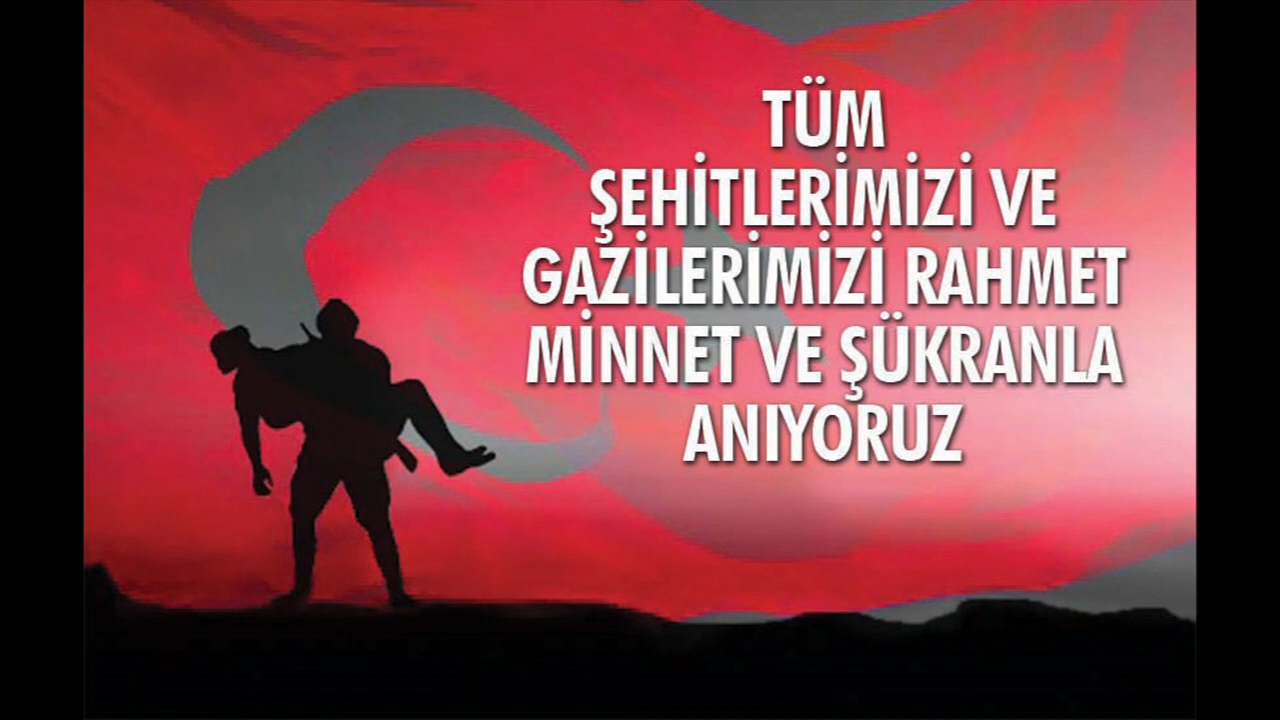 TÜM
ŞEHİTLERİMİZİ VE
GAZİLERİMİZİ RAHMET
MİNNET VE ŞÜKRANLA
ANIYORUZ